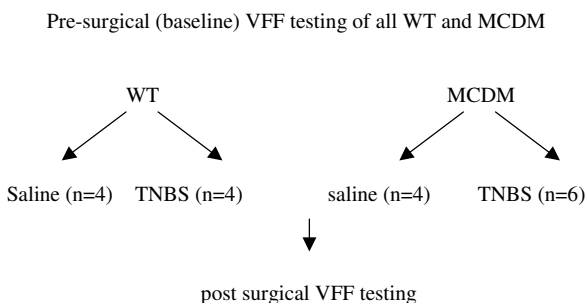 Pre-surgical (baseline) VFF testing of all WT and MCDM
WT MCDM
Saline (n=4) TNBS (n=4) saline (n=4) TNBS (n=6)
post surgical VFF testing